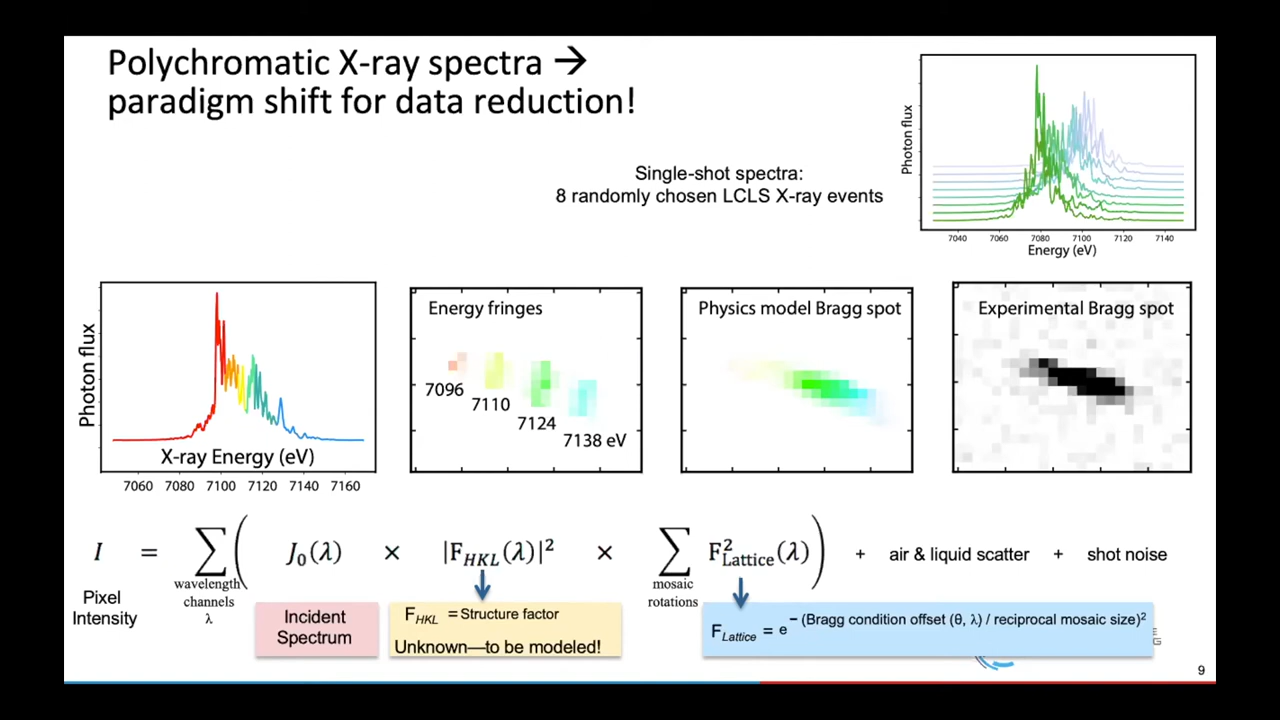 Polychromatic X-ray spectra →
paradigm shift for data reduction!
Single-shot spectra:
8 randomly chosen LCLS X-ray events
Photon flux
7040 7060 7080 7100 7120 7140
Energy (eV)
Photon flux
X-ray Energy (eV)
7060 7080 7100 7120 7140 7160
Energy fringes
7096
7110
7124
7138 eV
Physics model Bragg spot
Experimental Bragg spot
I = ∑ ( J₀(λ) × |F_HKL(λ)|² × ∑ F²_Lattice(λ) ) + air & liquid scatter + shot noise
Pixel
Intensity
wavelength
channels
λ
mosaic
rotations
Incident
Spectrum
F_HKL = Structure factor
Unknown—to be modeled!
F_Lattice = e^− (Bragg condition offset (θ, λ) / reciprocal mosaic size)²
E
G
9